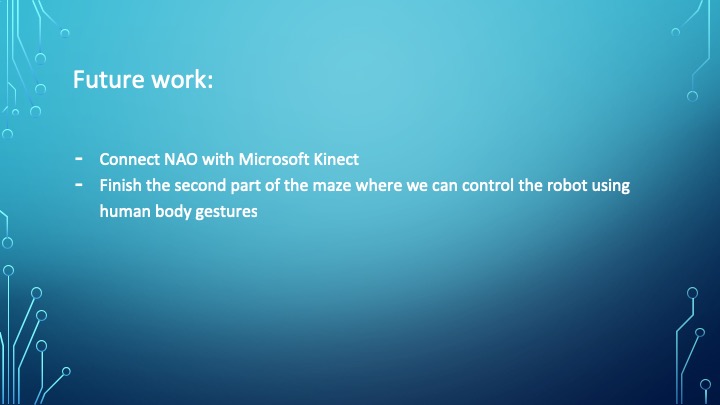 Future work:
- Connect NAO with Microsoft Kinect
- Finish the second part of the maze where we can control the robot using
human body gestures